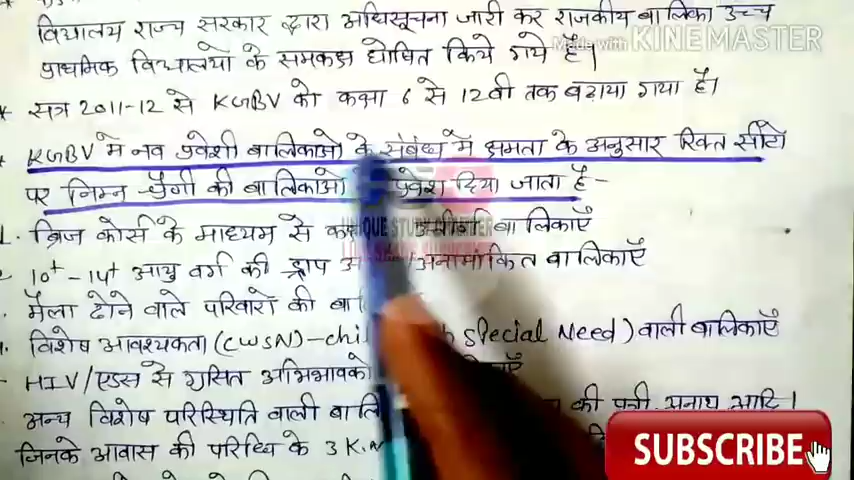 विद्यालय राज्य सरकार द्वारा अधिसूचना जारी कर राजकीय बालिका उच्च
Made with KINEMASTER
प्राथमिक विद्यालयों के समकक्ष घोषित किये गये है।
* सत्र 2011-12 से KGBV को कक्षा 6 से 12वी तक बढ़ाया गया है।
* KGBV में नव प्रवेशी बालिकाओं के संबंध में क्षमता के अनुसार रिक्त सीटों
पर निम्न श्रेणी की बालिकाओं प्रवेश दिया जाता है -
1. ब्रिज कोर्स के माध्यम से बालिकाएँ
10+ - 14+ आयु वर्ग की ड्रॉप /अनामांकित बालिकाएँ
मैला ढोने वाले परिवारों की
विशेष आवश्यकता (CWSN) - Special Need) वाली बालिकाएँ
HIV/एडस से ग्रसित अभिभावको
अन्य विशेष परिस्थिति वाली की पुत्री, अनाथ आदि।
जिनके आवास की परिधि के 3 K.M
SUBSCRIBE